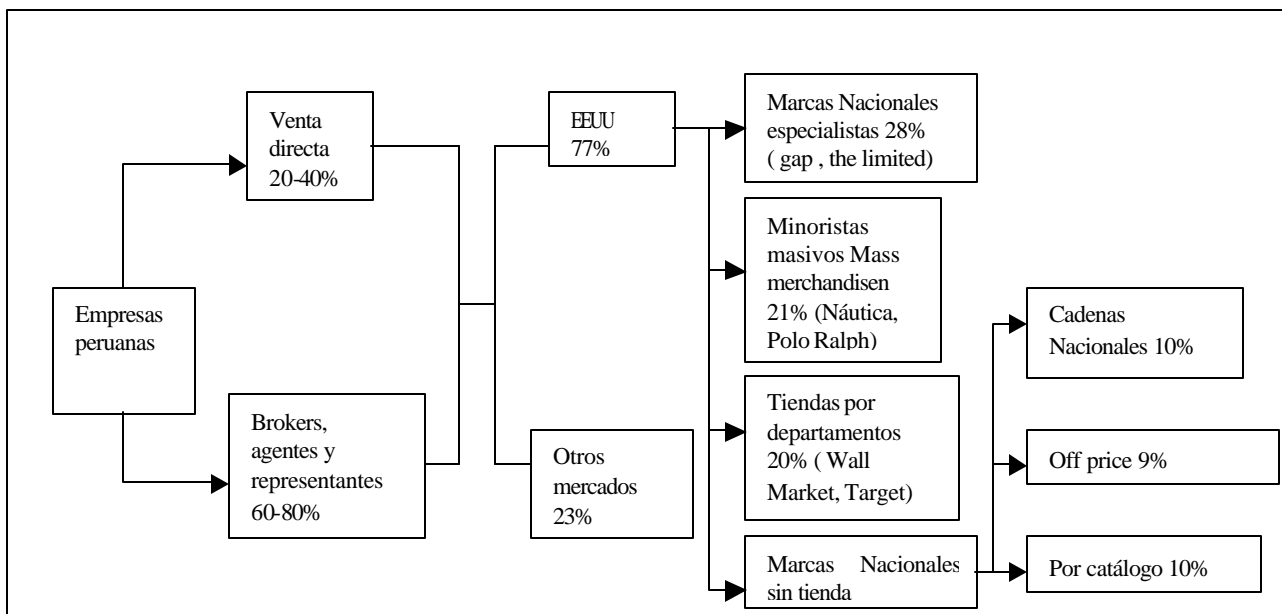 Empresas
peruanas
Venta
directa
20-40%
Brokers,
agentes y
representantes
60-80%
EEUU
77%
Otros
mercados
23%
Marcas Nacionales
especialistas 28%
( gap , the limited)
Minoristas
masivos Mass
merchandisen
21% (Náutica,
Polo Ralph)
Tiendas por
departamentos
20% ( Wall
Market, Target)
Marcas Nacionales
sin tienda
Cadenas
Nacionales 10%
Off price 9%
Por catálogo 10%